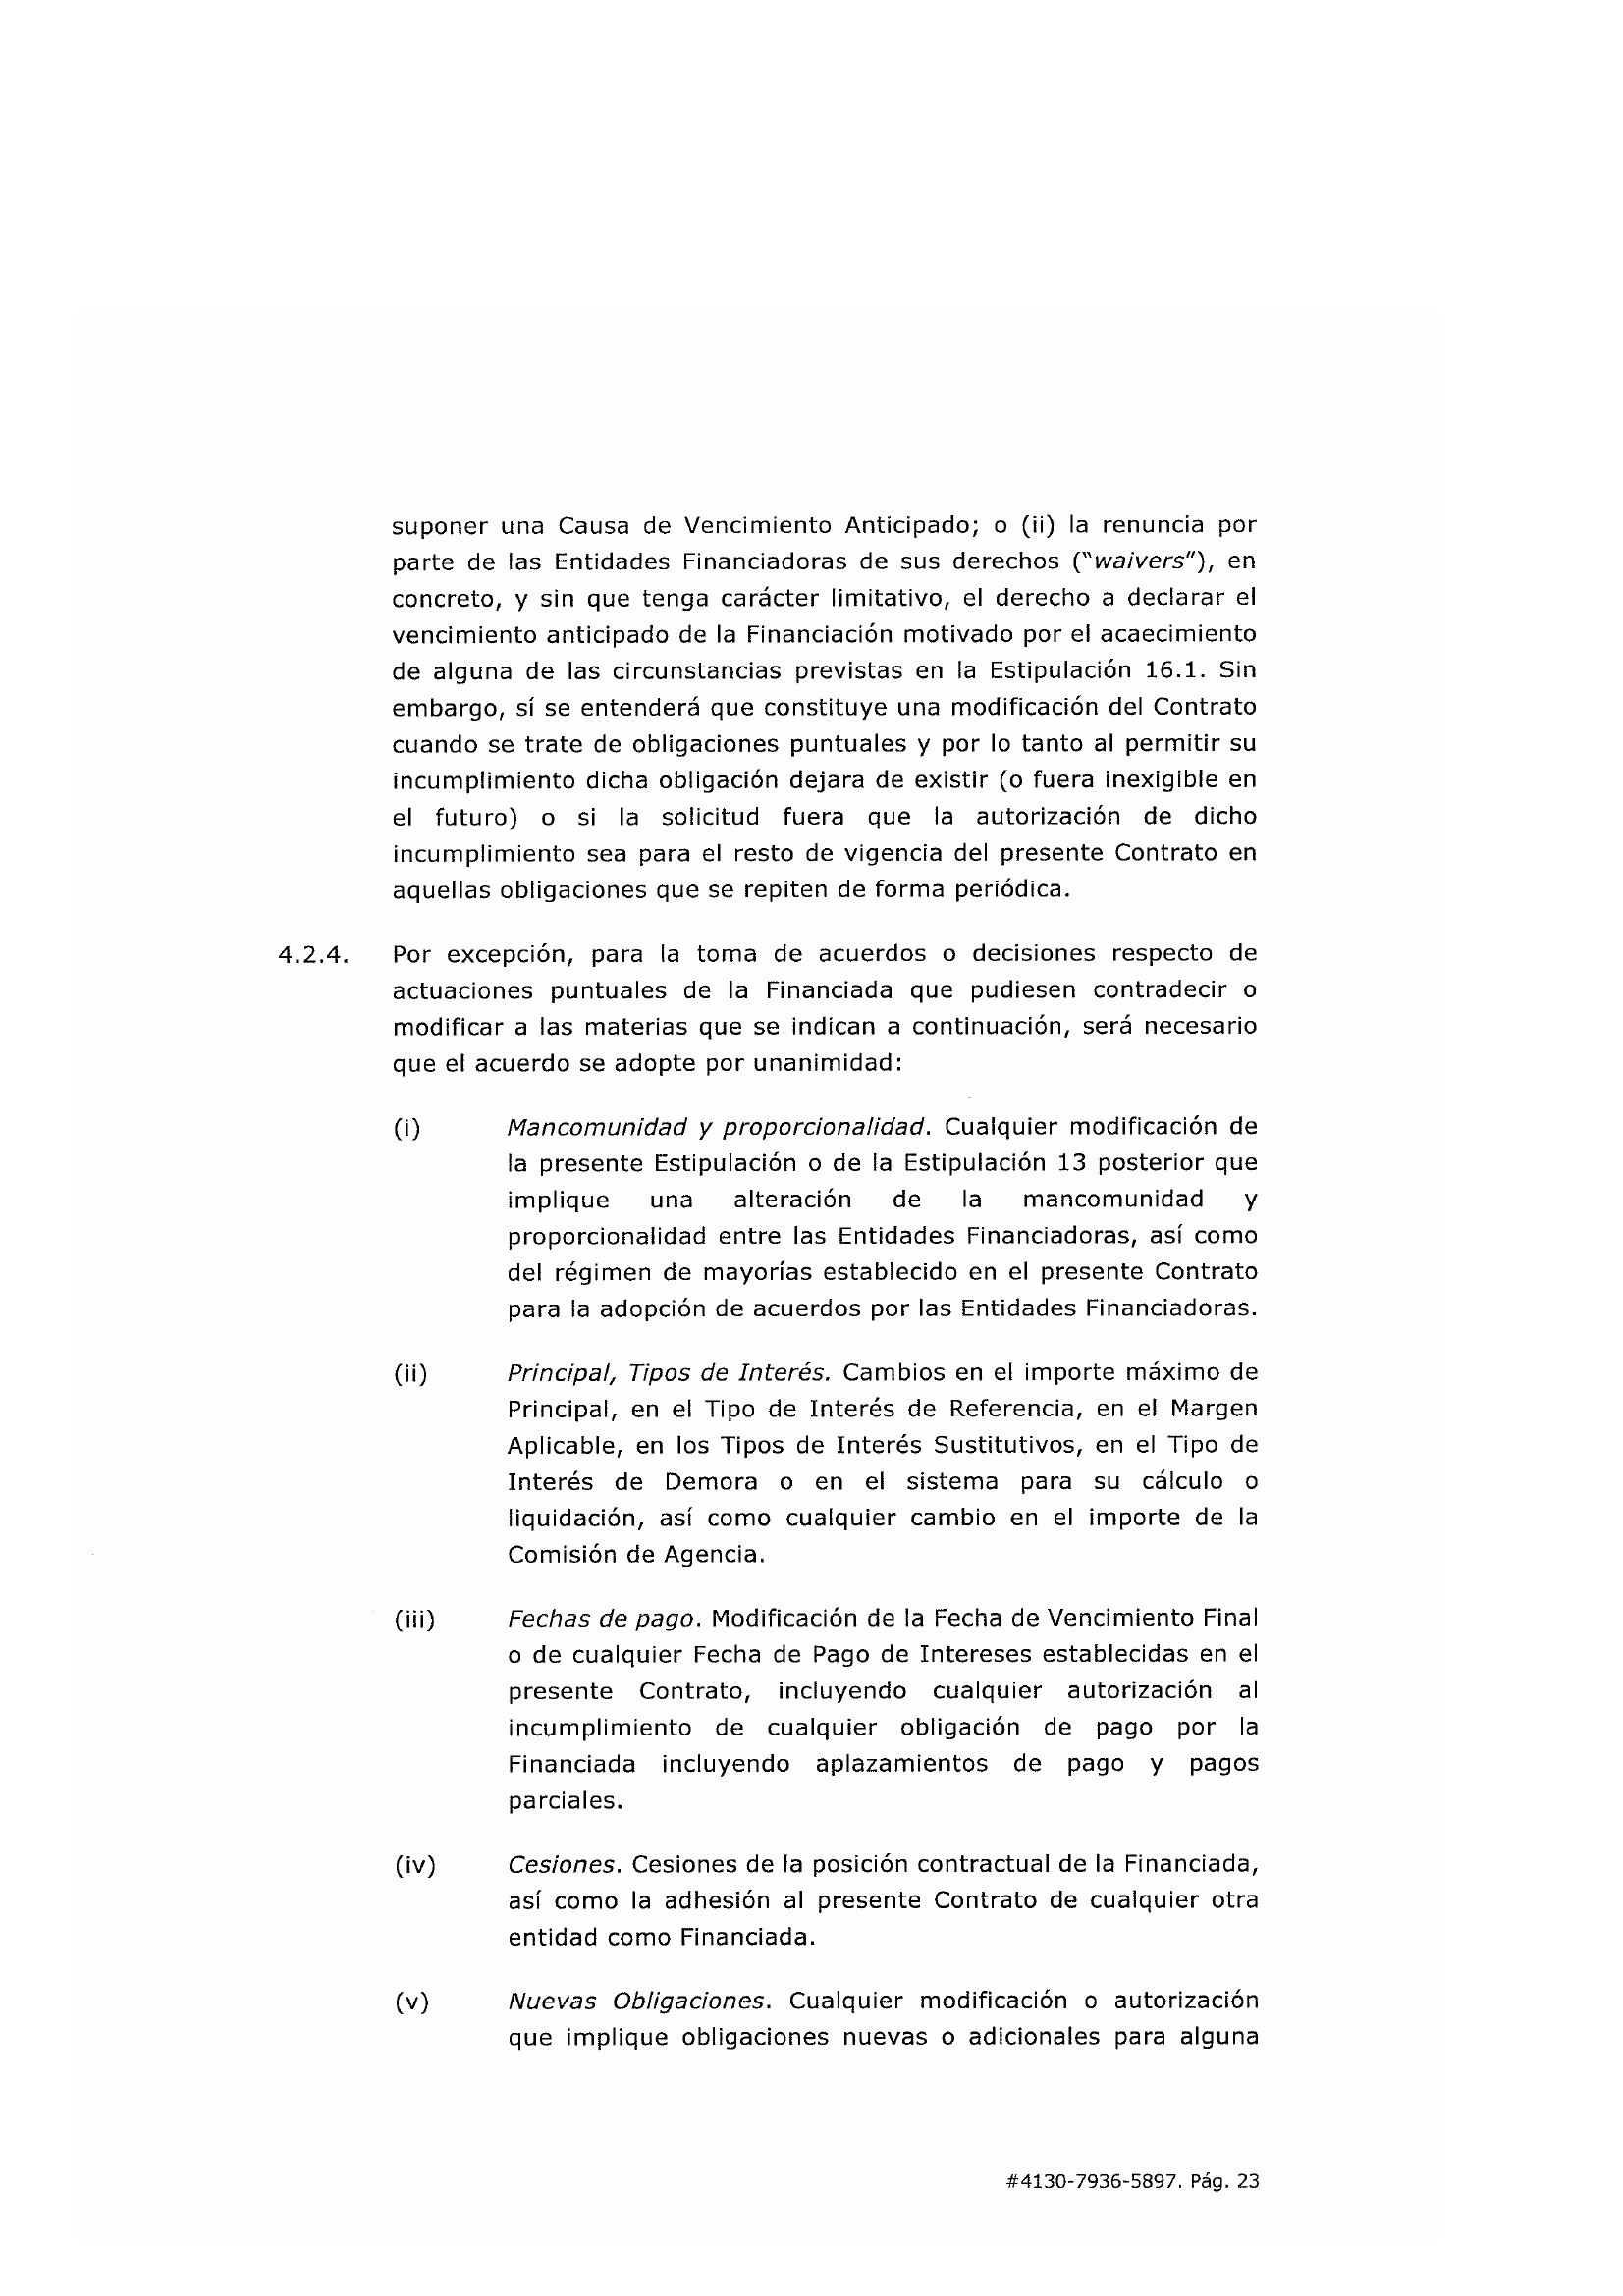 suponer una Causa de Vencimiento Anticipado; o (ii) la renuncia por
parte de las Entidades Financiadoras de sus derechos ("waivers"), en
concreto, y sin que tenga carácter limitativo, el derecho a declarar el
vencimiento anticipado de la Financiación motivado por el acaecimiento
de alguna de las circunstancias previstas en la Estipulación 16.1. Sin
embargo, sí se entenderá que constituye una modificación del Contrato
cuando se trate de obligaciones puntuales y por lo tanto al permitir su
incumplimiento dicha obligación dejara de existir (o fuera inexigible en
el futuro) o si la solicitud fuera que la autorización de dicho
incumplimiento sea para el resto de vigencia del presente Contrato en
aquellas obligaciones que se repiten de forma periódica.
4.2.4. Por excepción, para la toma de acuerdos o decisiones respecto de
actuaciones puntuales de la Financiada que pudiesen contradecir o
modificar a las materias que se indican a continuación, será necesario
que el acuerdo se adopte por unanimidad:
(i) Mancomunidad y proporcionalidad. Cualquier modificación de
la presente Estipulación o de la Estipulación 13 posterior que
implique una alteración de la mancomunidad y
proporcionalidad entre las Entidades Financiadoras, así como
del régimen de mayorías establecido en el presente Contrato
para la adopción de acuerdos por las Entidades Financiadoras.
(ii) Principal, Tipos de Interés. Cambios en el importe máximo de
Principal, en el Tipo de Interés de Referencia, en el Margen
Aplicable, en los Tipos de Interés Sustitutivos, en el Tipo de
Interés de Demora o en el sistema para su cálculo o
liquidación, así como cualquier cambio en el importe de la
Comisión de Agencia.
(iii) Fechas de pago. Modificación de la Fecha de Vencimiento Final
o de cualquier Fecha de Pago de Intereses establecidas en el
presente Contrato, incluyendo cualquier autorización al
incumplimiento de cualquier obligación de pago por la
Financiada incluyendo aplazamientos de pago y pagos
parciales.
(iv) Cesiones. Cesiones de la posición contractual de la Financiada,
así como la adhesión al presente Contrato de cualquier otra
entidad como Financiada.
(v) Nuevas Obligaciones. Cualquier modificación o autorización
que implique obligaciones nuevas o adicionales para alguna
#4130-7936-5897. Pág. 23